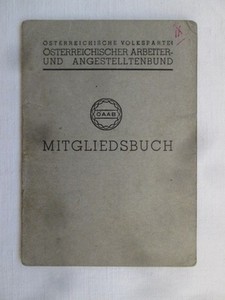 ÖSTERREICHISCHE VOLKSPARTEI
ÖSTERREICHISCHER ARBEITER-
UND ANGESTELLTENBUND
ÖAAB
MITGLIEDSBUCH